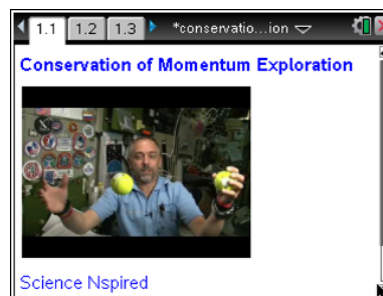 1.1 1.2 1.3 *conservatio...ion
Conservation of Momentum Exploration
Science Nspired